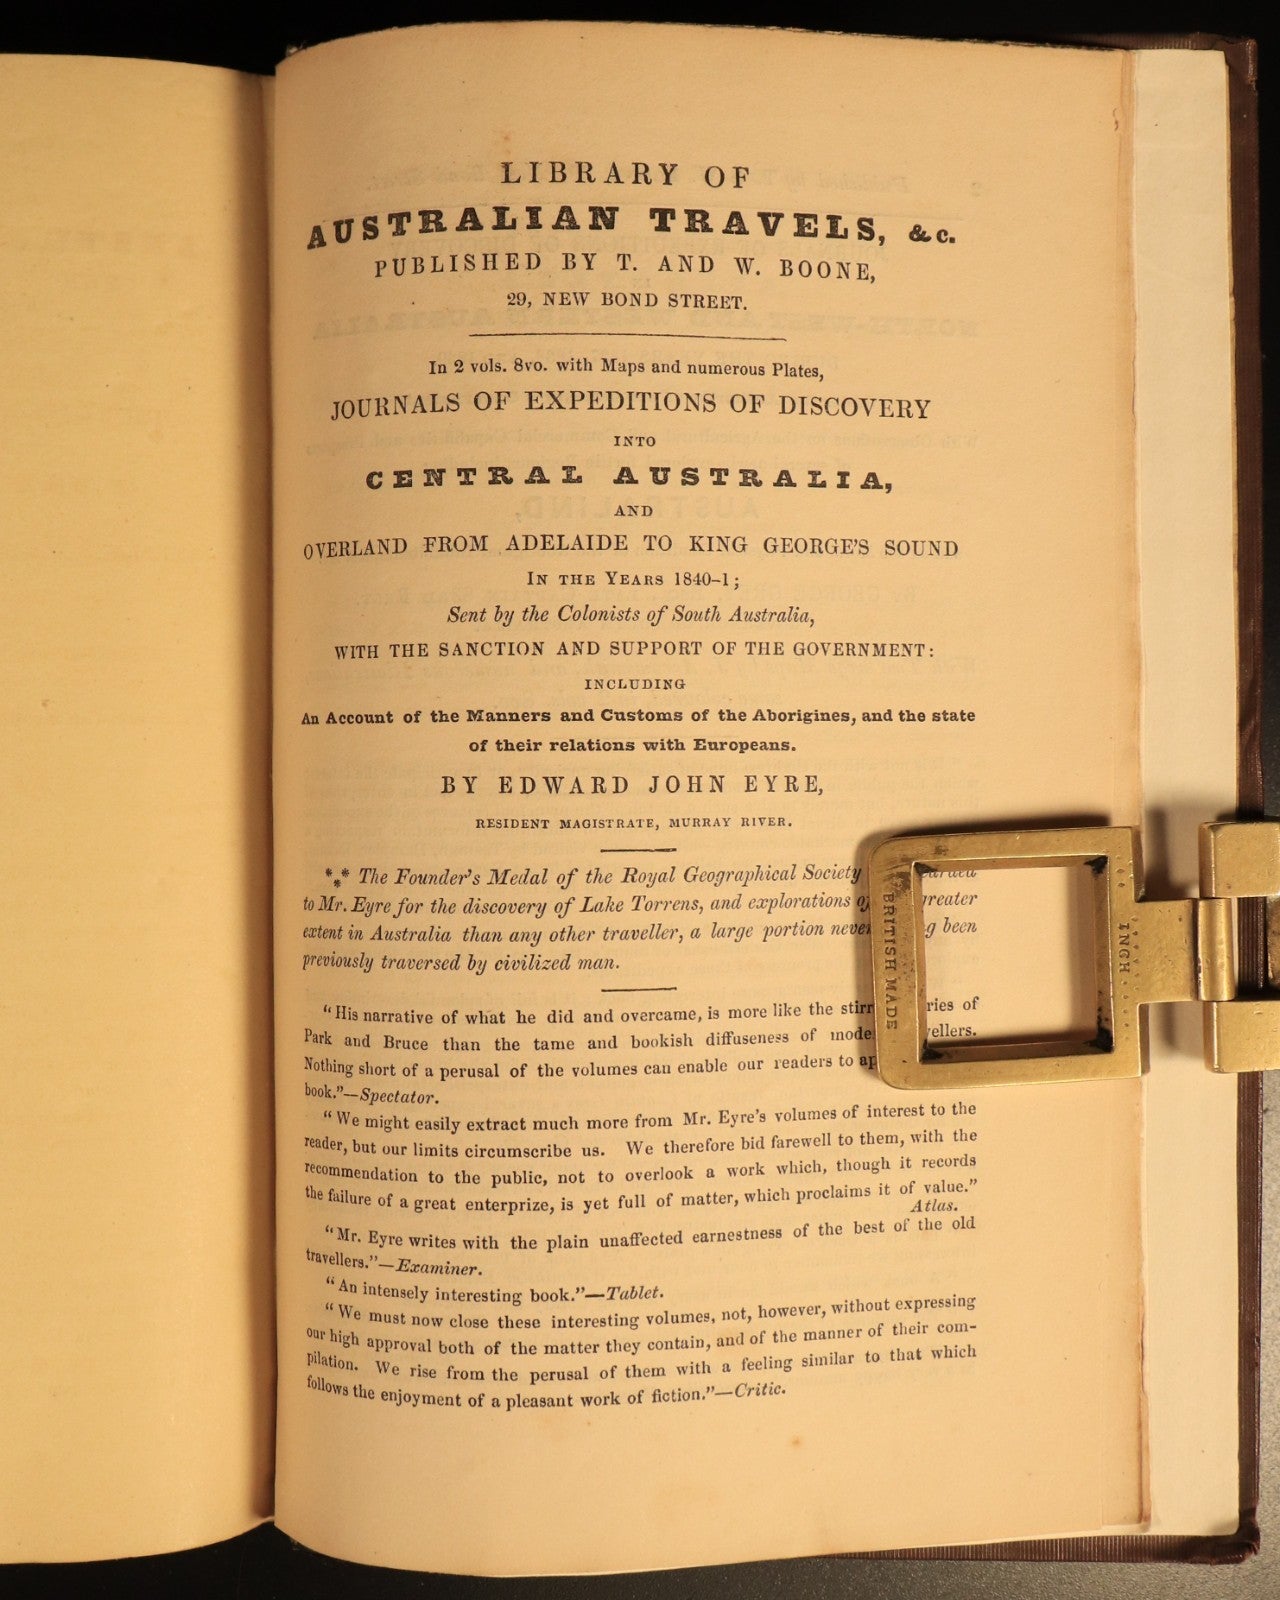 LIBRARY OF
AUSTRALIAN TRAVELS, &c.
PUBLISHED BY T. AND W. BOONE,
29, NEW BOND STREET.
In 2 vols. 8vo. with Maps and numerous Plates,
JOURNALS OF EXPEDITIONS OF DISCOVERY
INTO
CENTRAL AUSTRALIA,
AND
OVERLAND FROM ADELAIDE TO KING GEORGE'S SOUND
IN THE YEARS 1840-1;
Sent by the Colonists of South Australia,
WITH THE SANCTION AND SUPPORT OF THE GOVERNMENT:
INCLUDING
An Account of the Manners and Customs of the Aborigines, and the state
of their relations with Europeans.
BY EDWARD JOHN EYRE,
RESIDENT MAGISTRATE, MURRAY RIVER.
*** The Founder's Medal of the Royal Geographical Society
to Mr. Eyre for the discovery of Lake Torrens, and explorations greater
extent in Australia than any other traveller, a large portion never been
previously traversed by civilized man.
"His narrative of what he did and overcame, is more like the of
Park and Bruce than the tame and bookish diffuseness of
Nothing short of a perusal of the volumes can enable our readers to
book."—Spectator.
"We might easily extract much more from Mr. Eyre's volumes of interest to the
reader, but our limits circumscribe us. We therefore bid farewell to them, with the
recommendation to the public, not to overlook a work which, though it records
the failure of a great enterprize, is yet full of matter, which proclaims it of value."
Atlas.
"Mr. Eyre writes with the plain unaffected earnestness of the best of the old
travellers."—Examiner.
"An intensely interesting book."—Tablet.
"We must now close these interesting volumes, not, however, without expressing
our high approval both of the matter they contain, and of the manner of their com-
pilation. We rise from the perusal of them with a feeling similar to that which
follows the enjoyment of a pleasant work of fiction."—Critic.
BRITISH MADE
1NGH